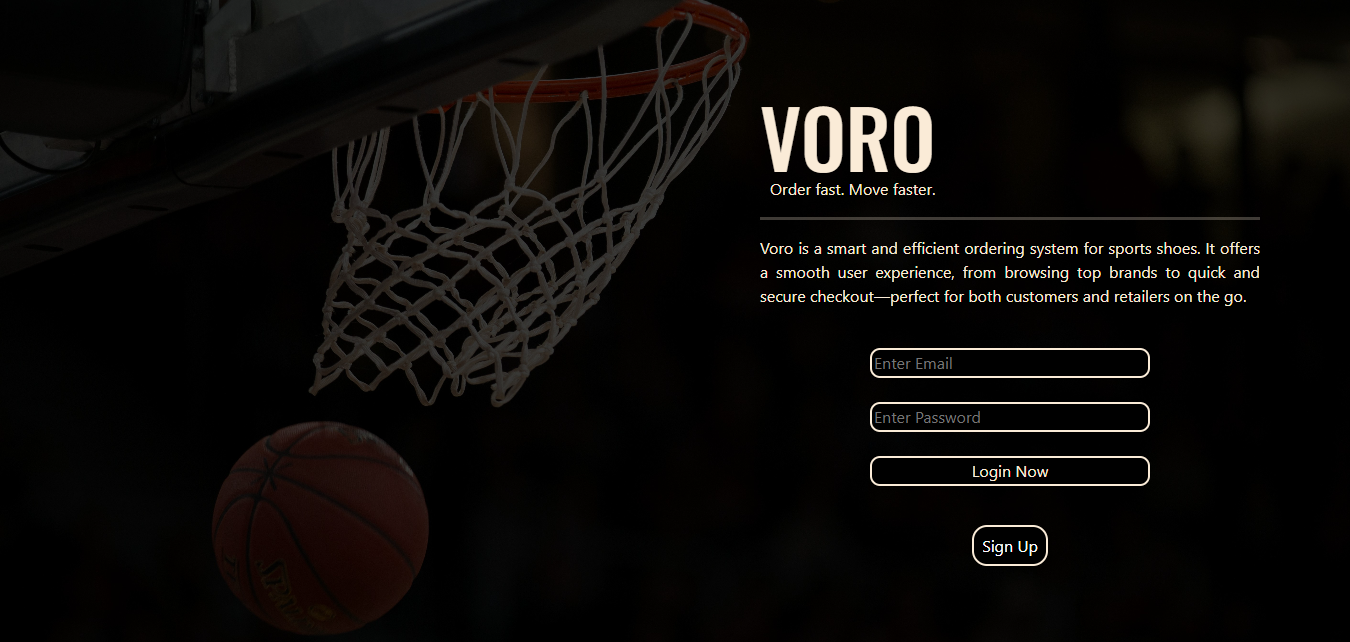 VORO
Order fast. Move faster.
Voro is a smart and efficient ordering system for sports shoes. It offers
a smooth user experience, from browsing top brands to quick and
secure checkout—perfect for both customers and retailers on the go.
Enter Email
Enter Password
Login Now
Sign Up